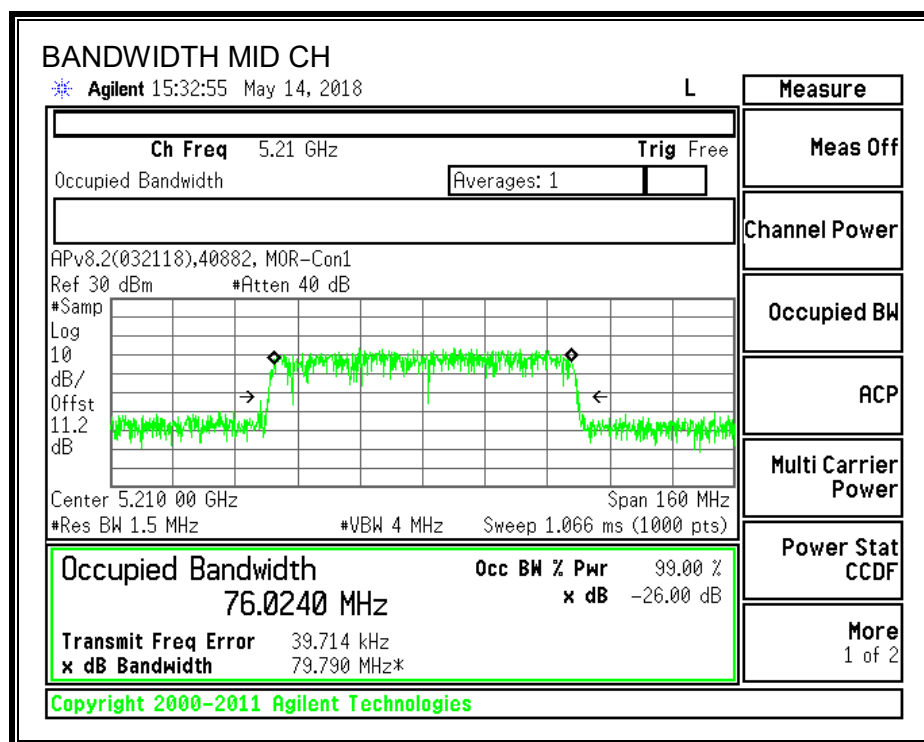 BANDWIDTH MID CH
Agilent 15:32:55 May 14, 2018 L
Ch Freq 5.21 GHz Trig Free
Occupied Bandwidth Averages: 1
APv8.2(032118),40882, MOR-Con1
Ref 30 dBm #Atten 40 dB
#Samp
Log
10
dB/
Offst
11.2
dB
Center 5.210 00 GHz Span 160 MHz
#Res BW 1.5 MHz #VBW 4 MHz Sweep 1.066 ms (1000 pts)
Occupied Bandwidth Occ BW % Pwr 99.00 %
76.0240 MHz x dB -26.00 dB
Transmit Freq Error 39.714 kHz
x dB Bandwidth 79.790 MHz*
Copyright 2000-2011 Agilent Technologies
Measure
Meas Off
Channel Power
Occupied BW
ACP
Multi Carrier
Power
Power Stat
CCDF
More
1 of 2